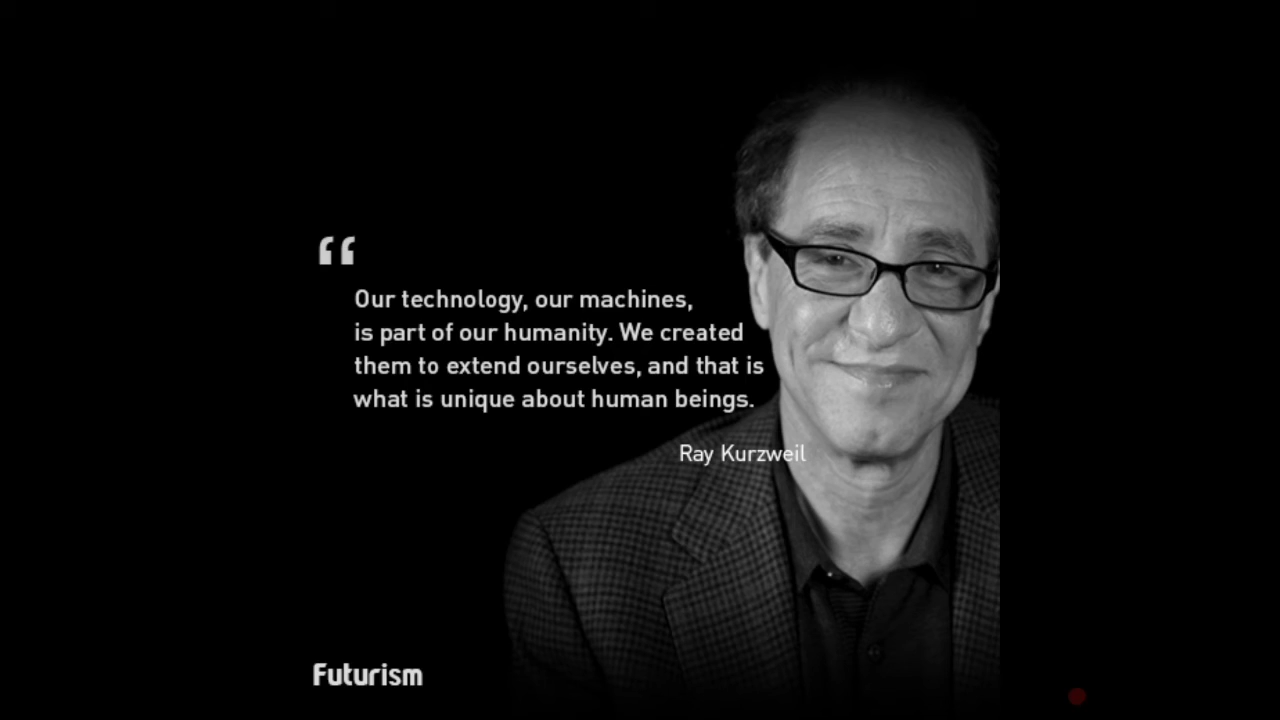 “
Our technology, our machines,
is part of our humanity. We created
them to extend ourselves, and that is
what is unique about human beings.
Ray Kurzweil
Futurism